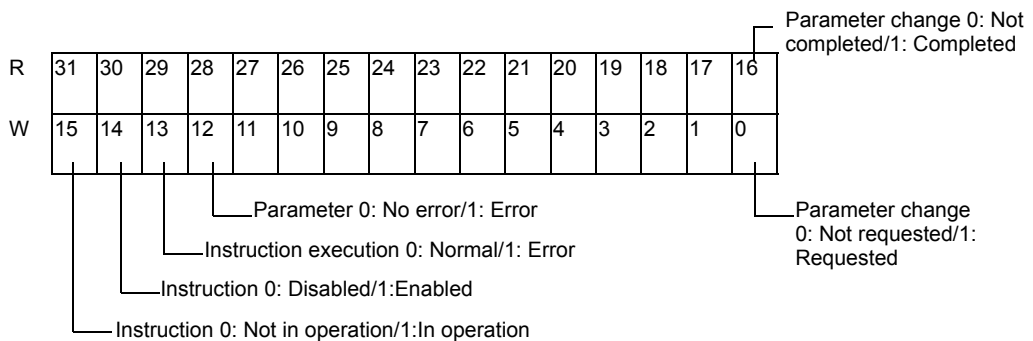 Parameter change 0: Not
completed/1: Completed
R 31 30 29 28 27 26 25 24 23 22 21 20 19 18 17 16
W 15 14 13 12 11 10 9 8 7 6 5 4 3 2 1 0
Parameter 0: No error/1: Error
Instruction execution 0: Normal/1: Error
Instruction 0: Disabled/1:Enabled
Instruction 0: Not in operation/1:In operation
Parameter change
0: Not requested/1:
Requested